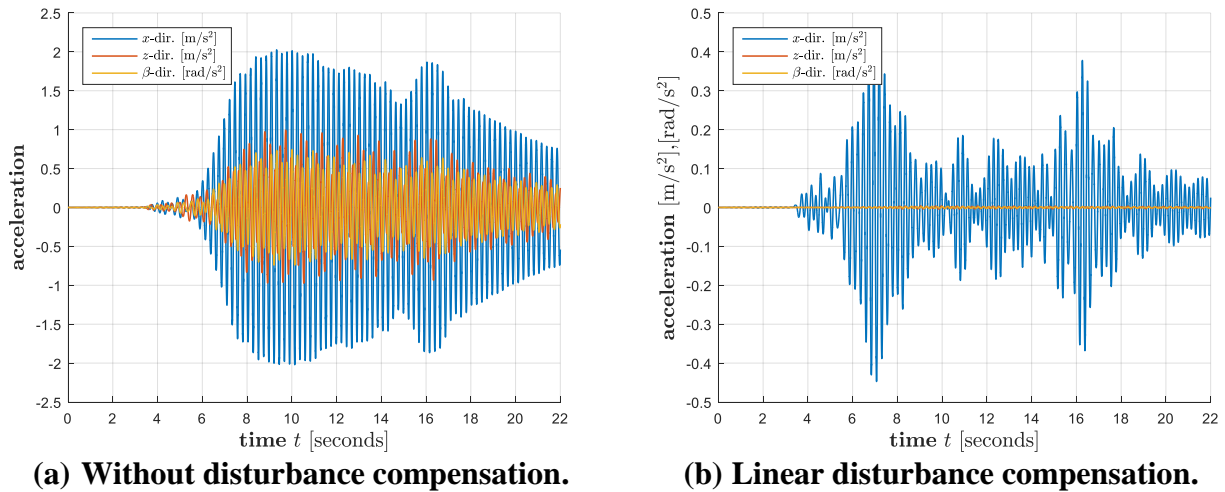 2.5
2
1.5
1
0.5
0
-0.5
-1
-1.5
-2
-2.5
acceleration
x-dir. [m/s²]
z-dir. [m/s²]
β-dir. [rad/s²]
0 2 4 6 8 10 12 14 16 18 20 22
time t [seconds]
(a) Without disturbance compensation.
0.5
0.4
0.3
0.2
0.1
0
-0.1
-0.2
-0.3
-0.4
-0.5
acceleration [m/s²],[rad/s²]
x-dir. [m/s²]
z-dir. [m/s²]
β-dir. [rad/s²]
0 2 4 6 8 10 12 14 16 18 20 22
time t [seconds]
(b) Linear disturbance compensation.